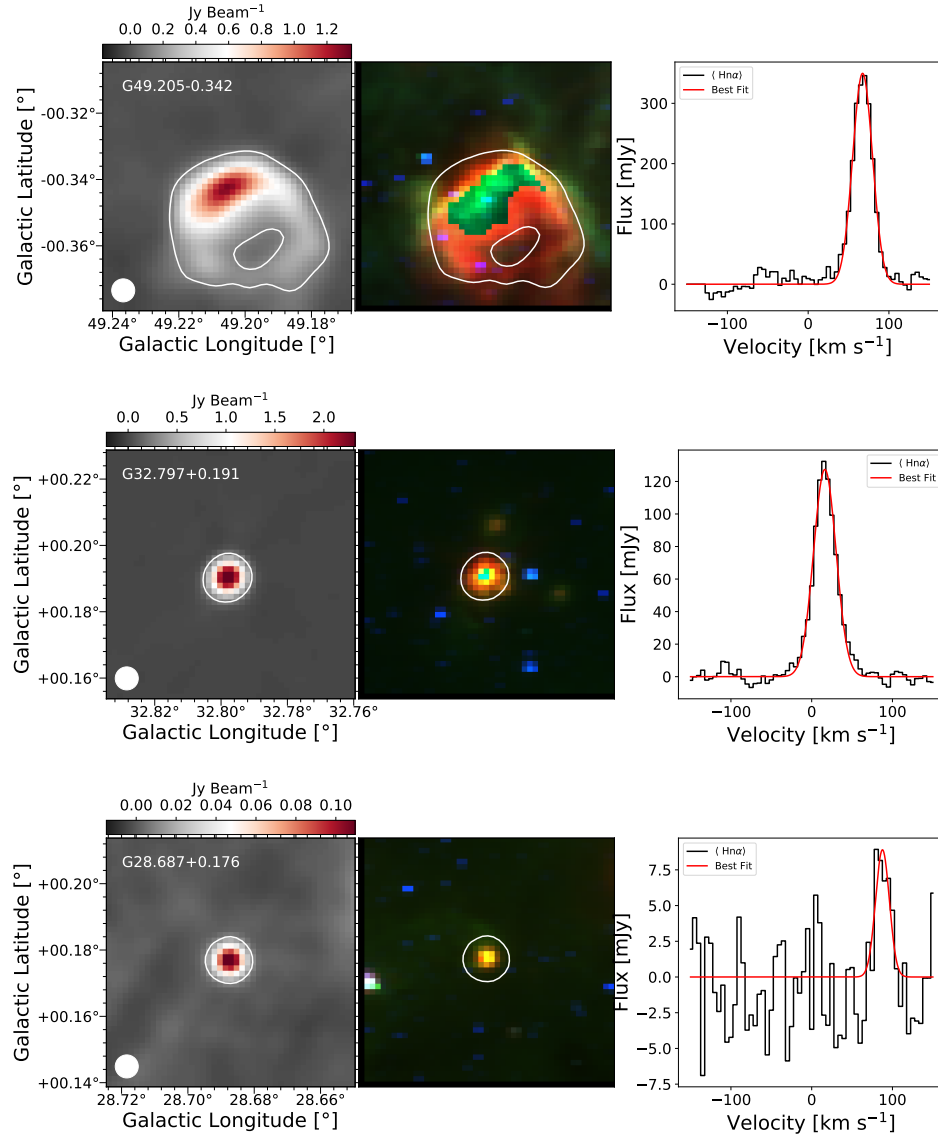 Jy Beam⁻¹
0.0 0.2 0.4 0.6 0.8 1.0 1.2
G49.205-0.342
Galactic Latitude [°]
-00.32°
-00.34°
-00.36°
49.24° 49.22° 49.20° 49.18°
Galactic Longitude [°]
⟨ Hnα⟩
Best Fit
Flux [mJy]
300
200
100
0
−100 0 100
Velocity [km s⁻¹]
Jy Beam⁻¹
0.0 0.5 1.0 1.5 2.0
G32.797+0.191
Galactic Latitude [°]
+00.22°
+00.20°
+00.18°
+00.16°
32.82° 32.80° 32.78° 32.76°
Galactic Longitude [°]
⟨ Hnα⟩
Best Fit
Flux [mJy]
120
100
80
60
40
20
0
−100 0 100
Velocity [km s⁻¹]
Jy Beam⁻¹
0.00 0.02 0.04 0.06 0.08 0.10
G28.687+0.176
Galactic Latitude [°]
+00.20°
+00.18°
+00.16°
+00.14°
28.72° 28.70° 28.68° 28.66°
Galactic Longitude [°]
⟨ Hnα⟩
Best Fit
Flux [mJy]
7.5
5.0
2.5
0.0
−2.5
−5.0
−7.5
−100 0 100
Velocity [km s⁻¹]